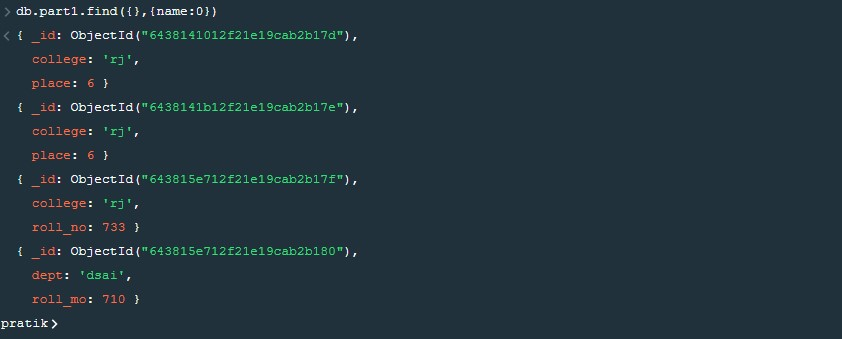 > db.part1.find({},{name:0})
< { _id: ObjectId("6438141012f21e19cab2b17d"),
college: 'rj',
place: 6 }
{ _id: ObjectId("6438141b12f21e19cab2b17e"),
college: 'rj',
place: 6 }
{ _id: ObjectId("643815e712f21e19cab2b17f"),
college: 'rj',
roll_no: 733 }
{ _id: ObjectId("643815e712f21e19cab2b180"),
dept: 'dsai',
roll_mo: 710 }
pratik>